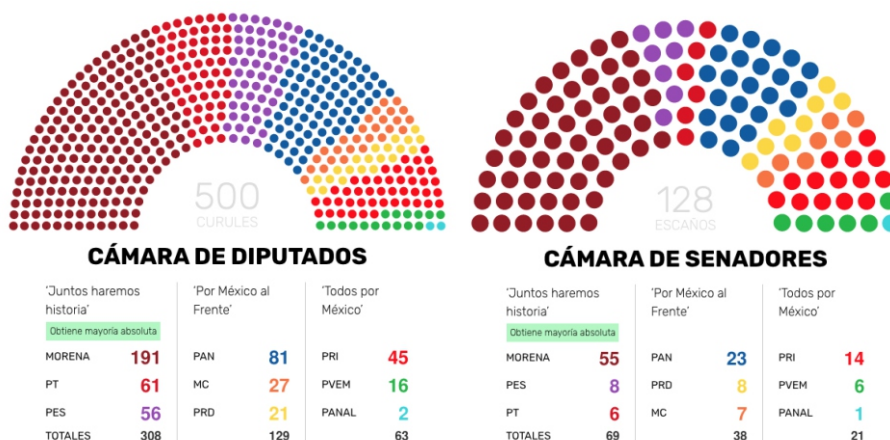 500
CURULES
CÁMARA DE DIPUTADOS
'Juntos haremos
historia'
Obtiene mayoría absoluta
MORENA 191
PT 61
PES 56
TOTALES 308
'Por México al
Frente'
PAN 81
MC 27
PRD 21
129
'Todos por
México'
PRI 45
PVEM 16
PANAL 2
63
128
ESCAÑOS
CÁMARA DE SENADORES
'Juntos haremos
historia'
Obtiene mayoría absoluta
MORENA 55
PES 8
PT 6
TOTALES 69
'Por México al
Frente'
PAN 23
PRD 8
MC 7
38
'Todos por
México'
PRI 14
PVEM 6
PANAL 1
21